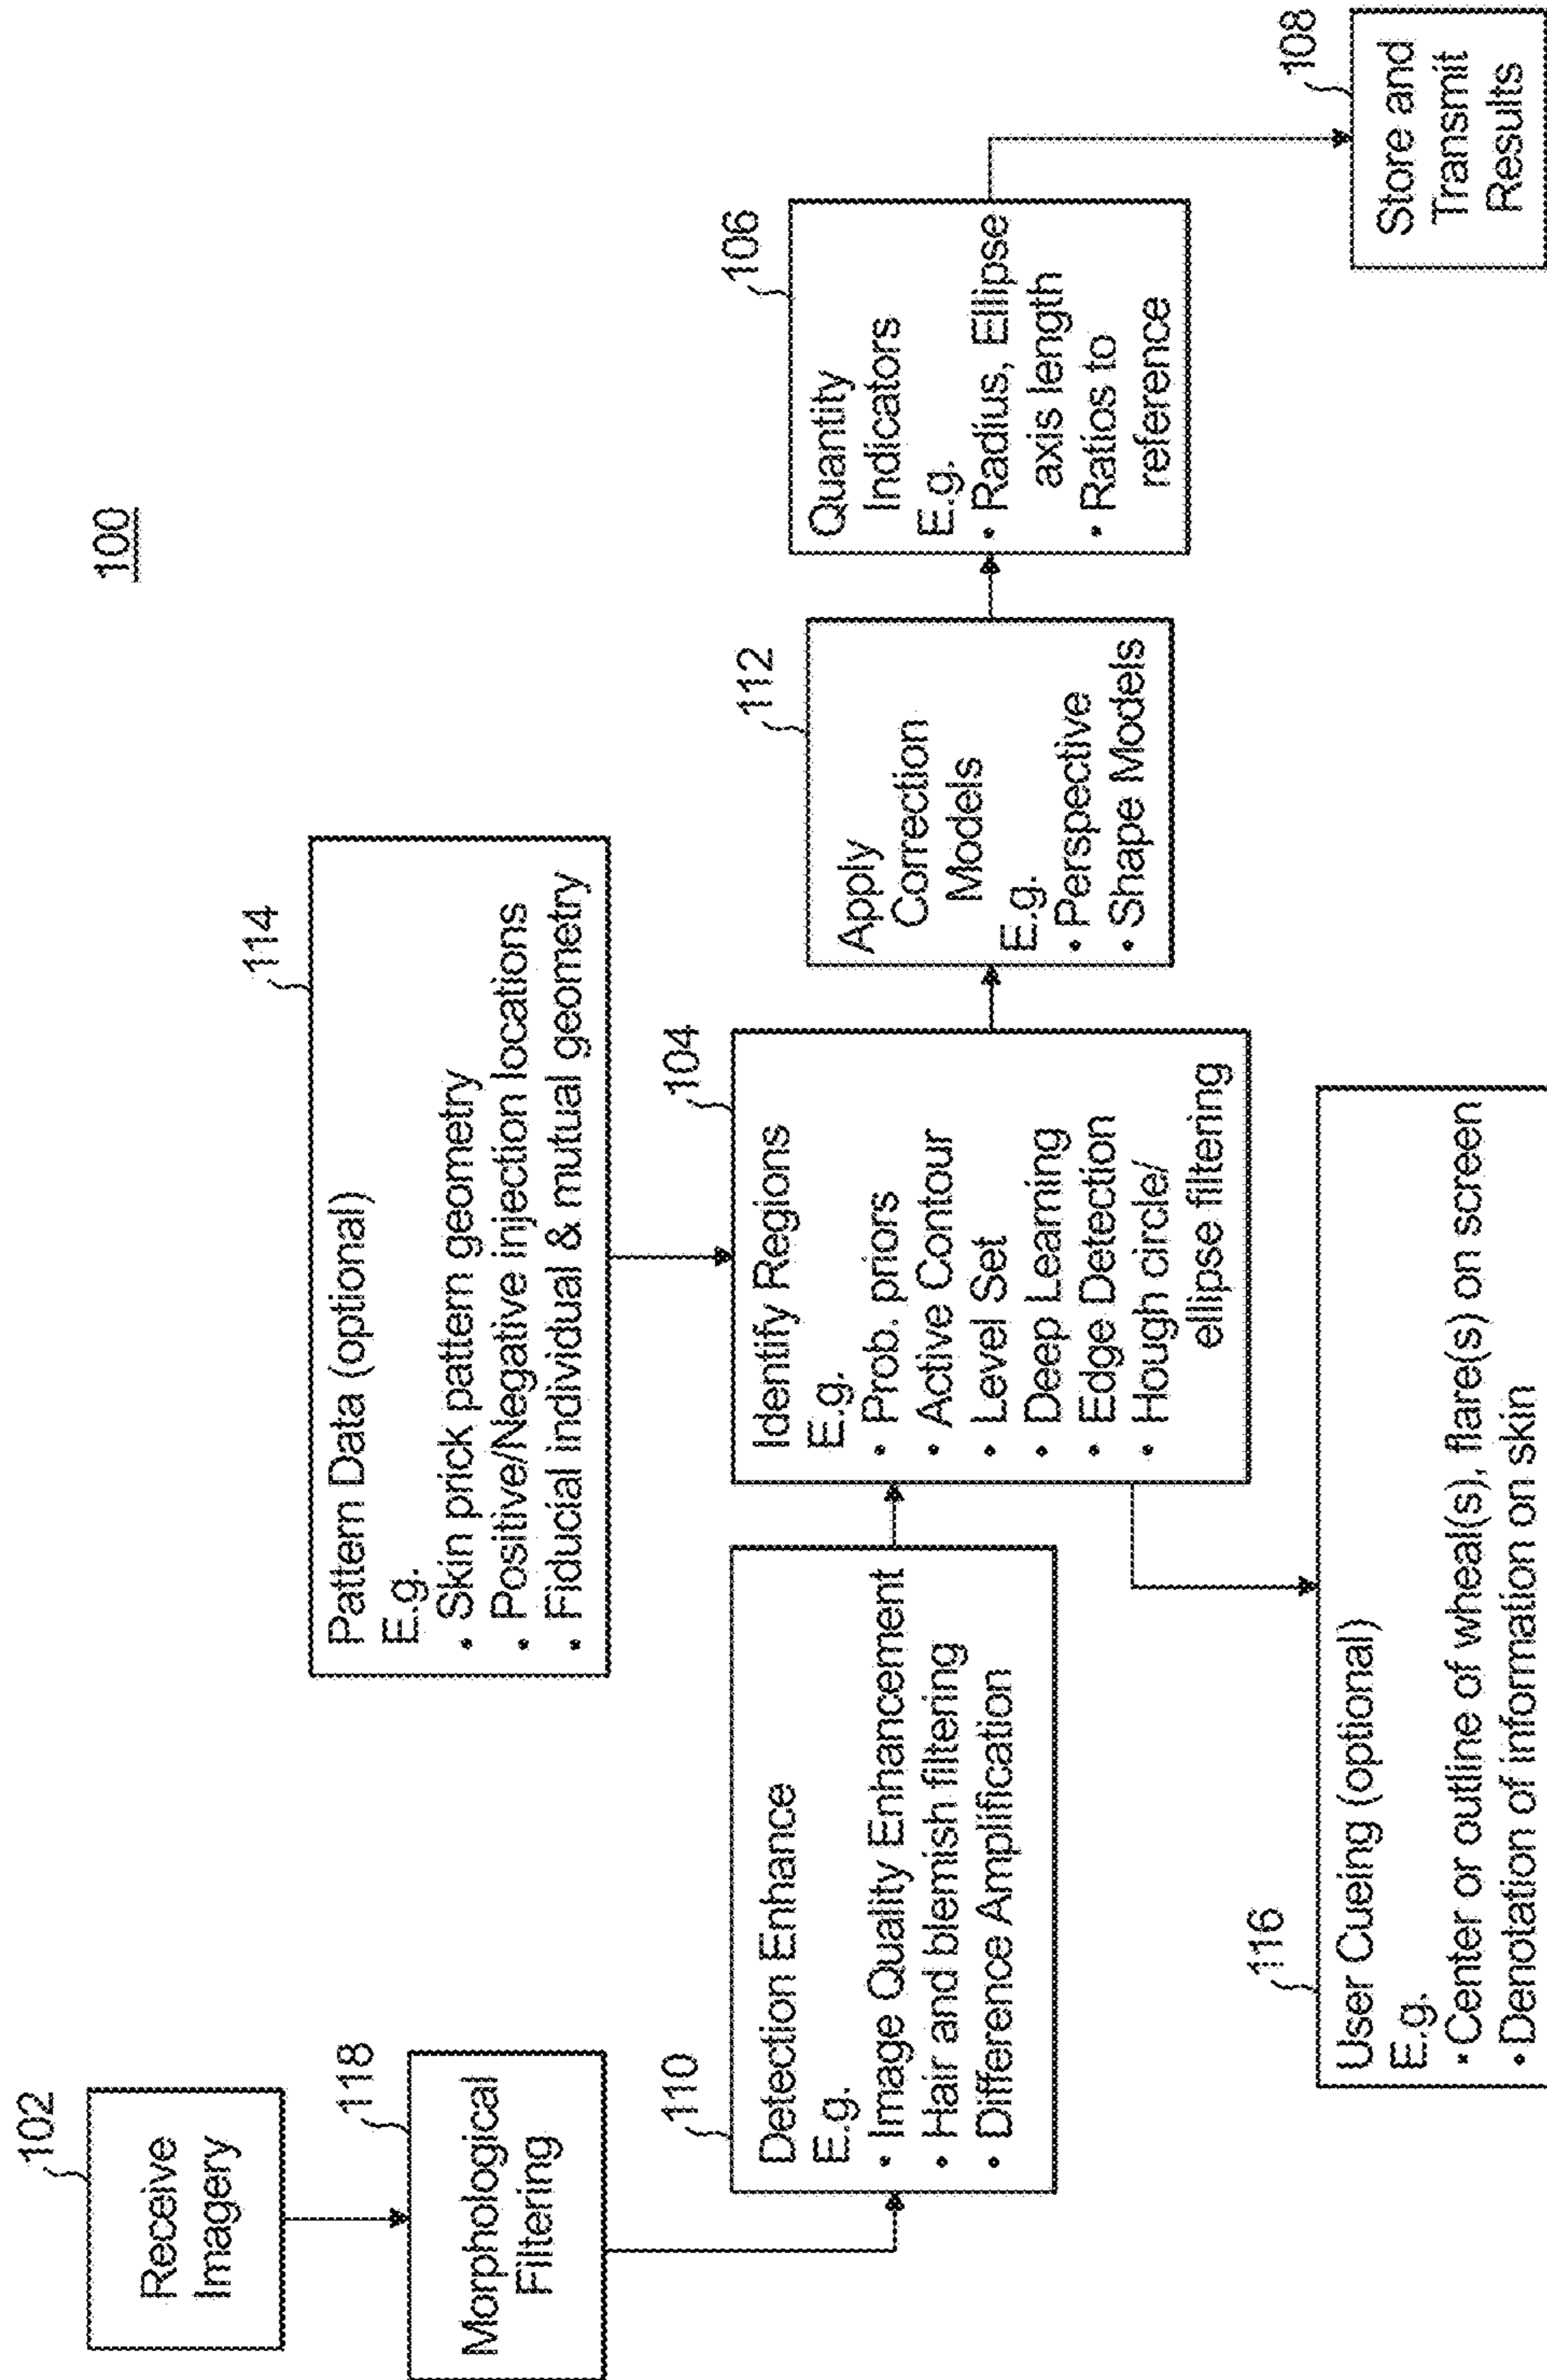 100
102
Receive
Imagery
118
Morphological
Filtering
110
Detection Enhance
E.g.
• Image Quality Enhancement
• Hair and blemish filtering
• Difference Amplification
114
Pattern Data (optional)
E.g.
• Skin prick pattern geometry
• Positive/Negative injection locations
• Fiducial individual & mutual geometry
104
Identify Regions
E.g.
• Prob. priors
• Active Contour
• Level Set
• Deep Learning
• Edge Detection
• Hough circle/
ellipse filtering
116
User Cueing (optional)
E.g.
• Center or outline of wheal(s), flare(s) on screen
• Denotation of information on skin
112
Apply
Correction
Models
E.g.
• Perspective
• Shape Models
106
Quantity
Indicators
E.g.
• Radius, Ellipse
axis length
• Ratios to
reference
108
Store and
Transmit
Results